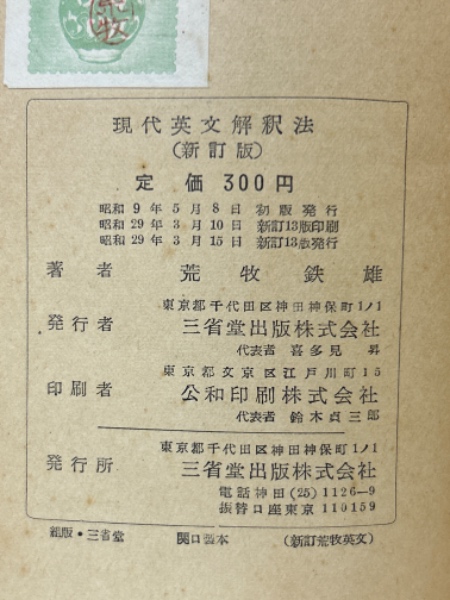 荒牧
現代英文解釈法
(新訂版)
定価 300円
昭和9年5月8日 初版発行
昭和29年3月10日 新訂13版印刷
昭和29年3月15日 新訂13版発行
著者 荒牧鉄雄
東京都千代田区神田神保町1ノ1
発行者 三省堂出版株式会社
代表者 喜多見 昇
東京都文京区江戸川町15
印刷者 公和印刷株式会社
代表者 鈴木貞三郎
東京都千代田区神田神保町1ノ1
発行所 三省堂出版株式会社
電話神田(25)1126-9
振替口座東京 110159
組版・三省堂 関口製本 (新訂荒牧英文)